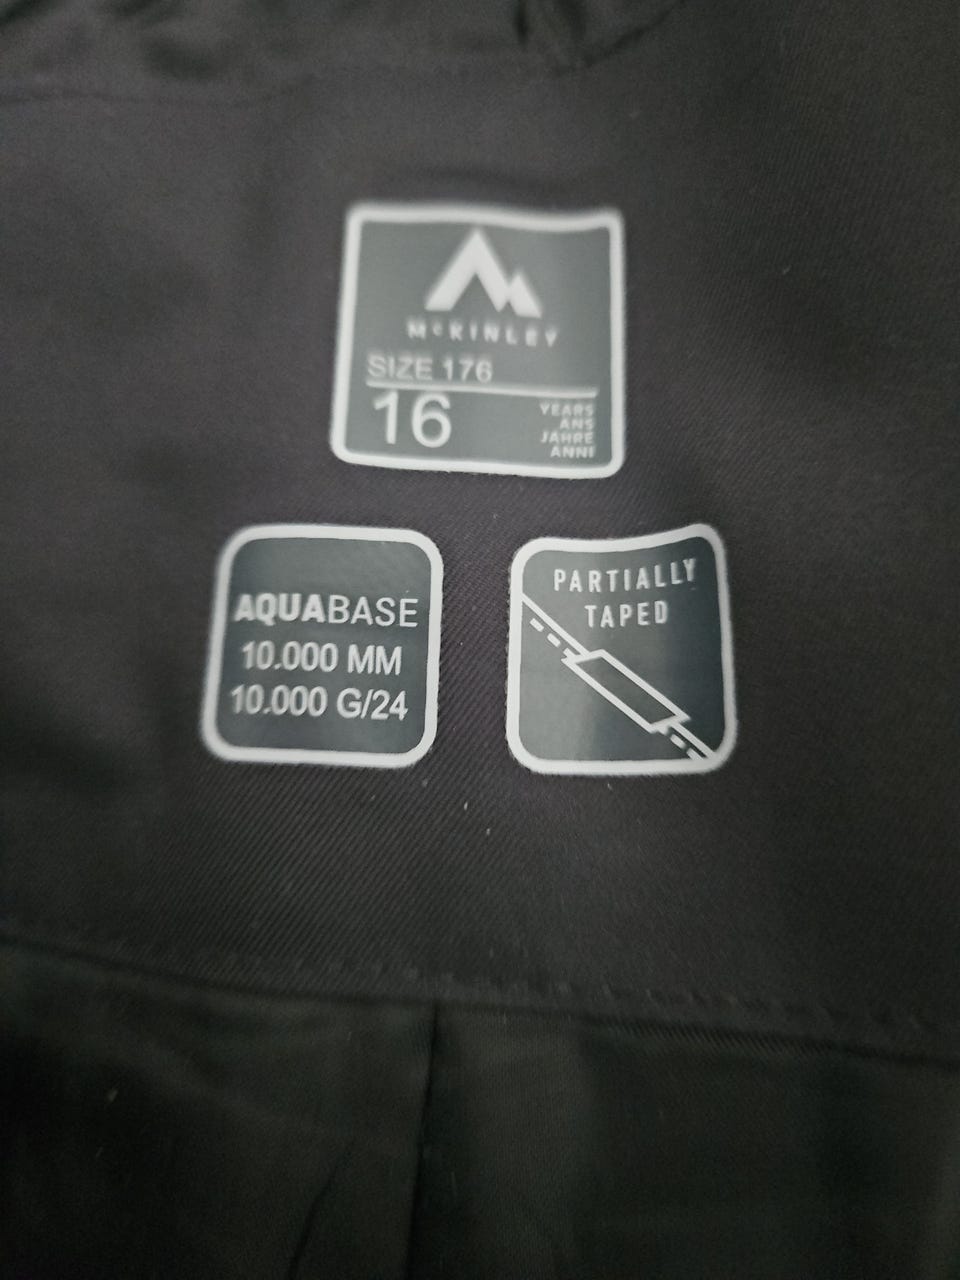 McKINLEY
SIZE 176
16
YEARS
ANS
JAHRE
ANNI
AQUABASE
10.000 MM
10.000 G/24
PARTIALLY
TAPED